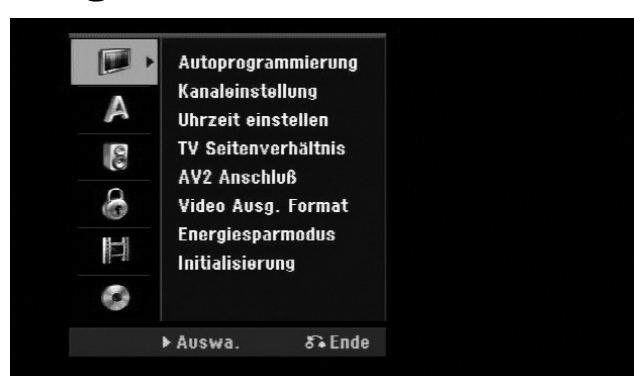 Autoprogrammierung
Kanaleinstellung
Uhrzeit einstellen
TV Seitenverhältnis
AV2 Anschluß
Video Ausg. Format
Energiesparmodus
Initialisierung
Auswa. Ende